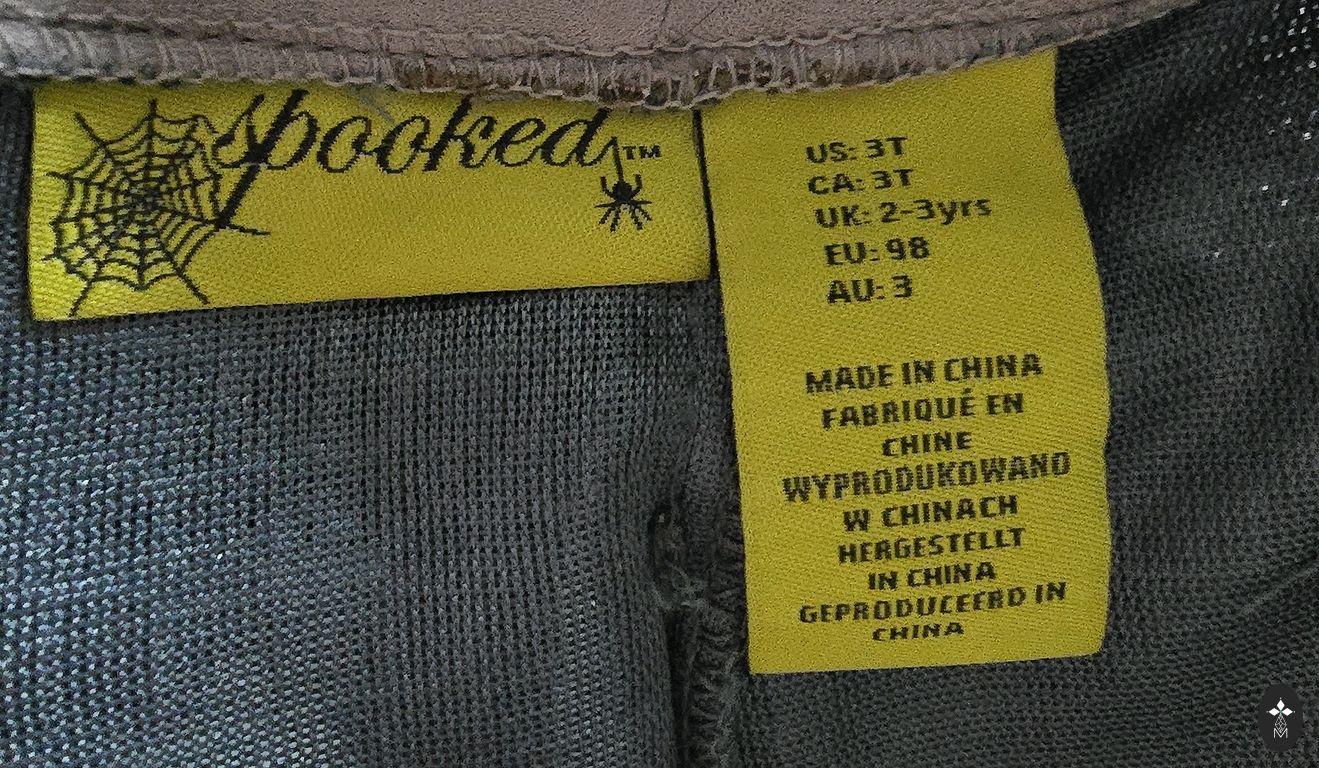 Spooked™
US: 3T
CA: 3T
UK: 2-3yrs
EU: 98
AU: 3
MADE IN CHINA
FABRIQUÉ EN
CHINE
WYPRODUKOWANO
W CHINACH
HERGESTELLT
IN CHINA
GEPRODUCEERD IN
CHINA
M